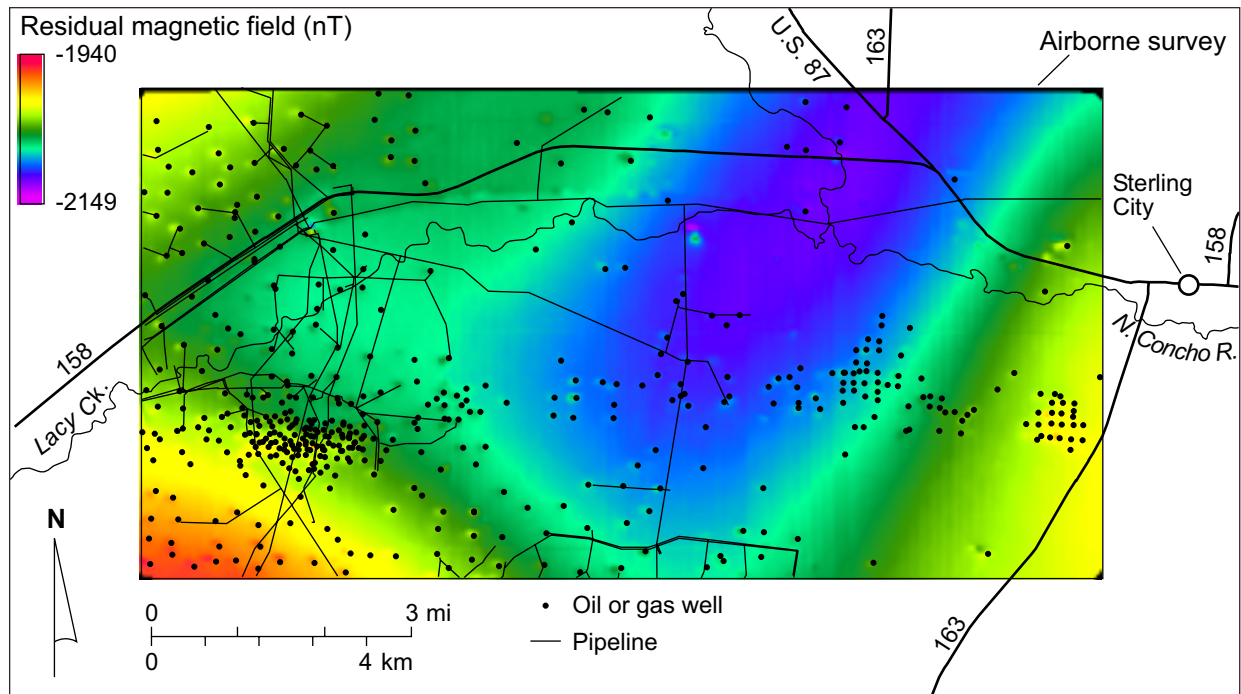 Residual magnetic field (nT)
-1940
-2149
U.S. 87
163
Airborne survey
Sterling
City
158
N. Concho R.
158
Lacy Ck.
N
0
3 mi
0
4 km
Oil or gas well
Pipeline
163